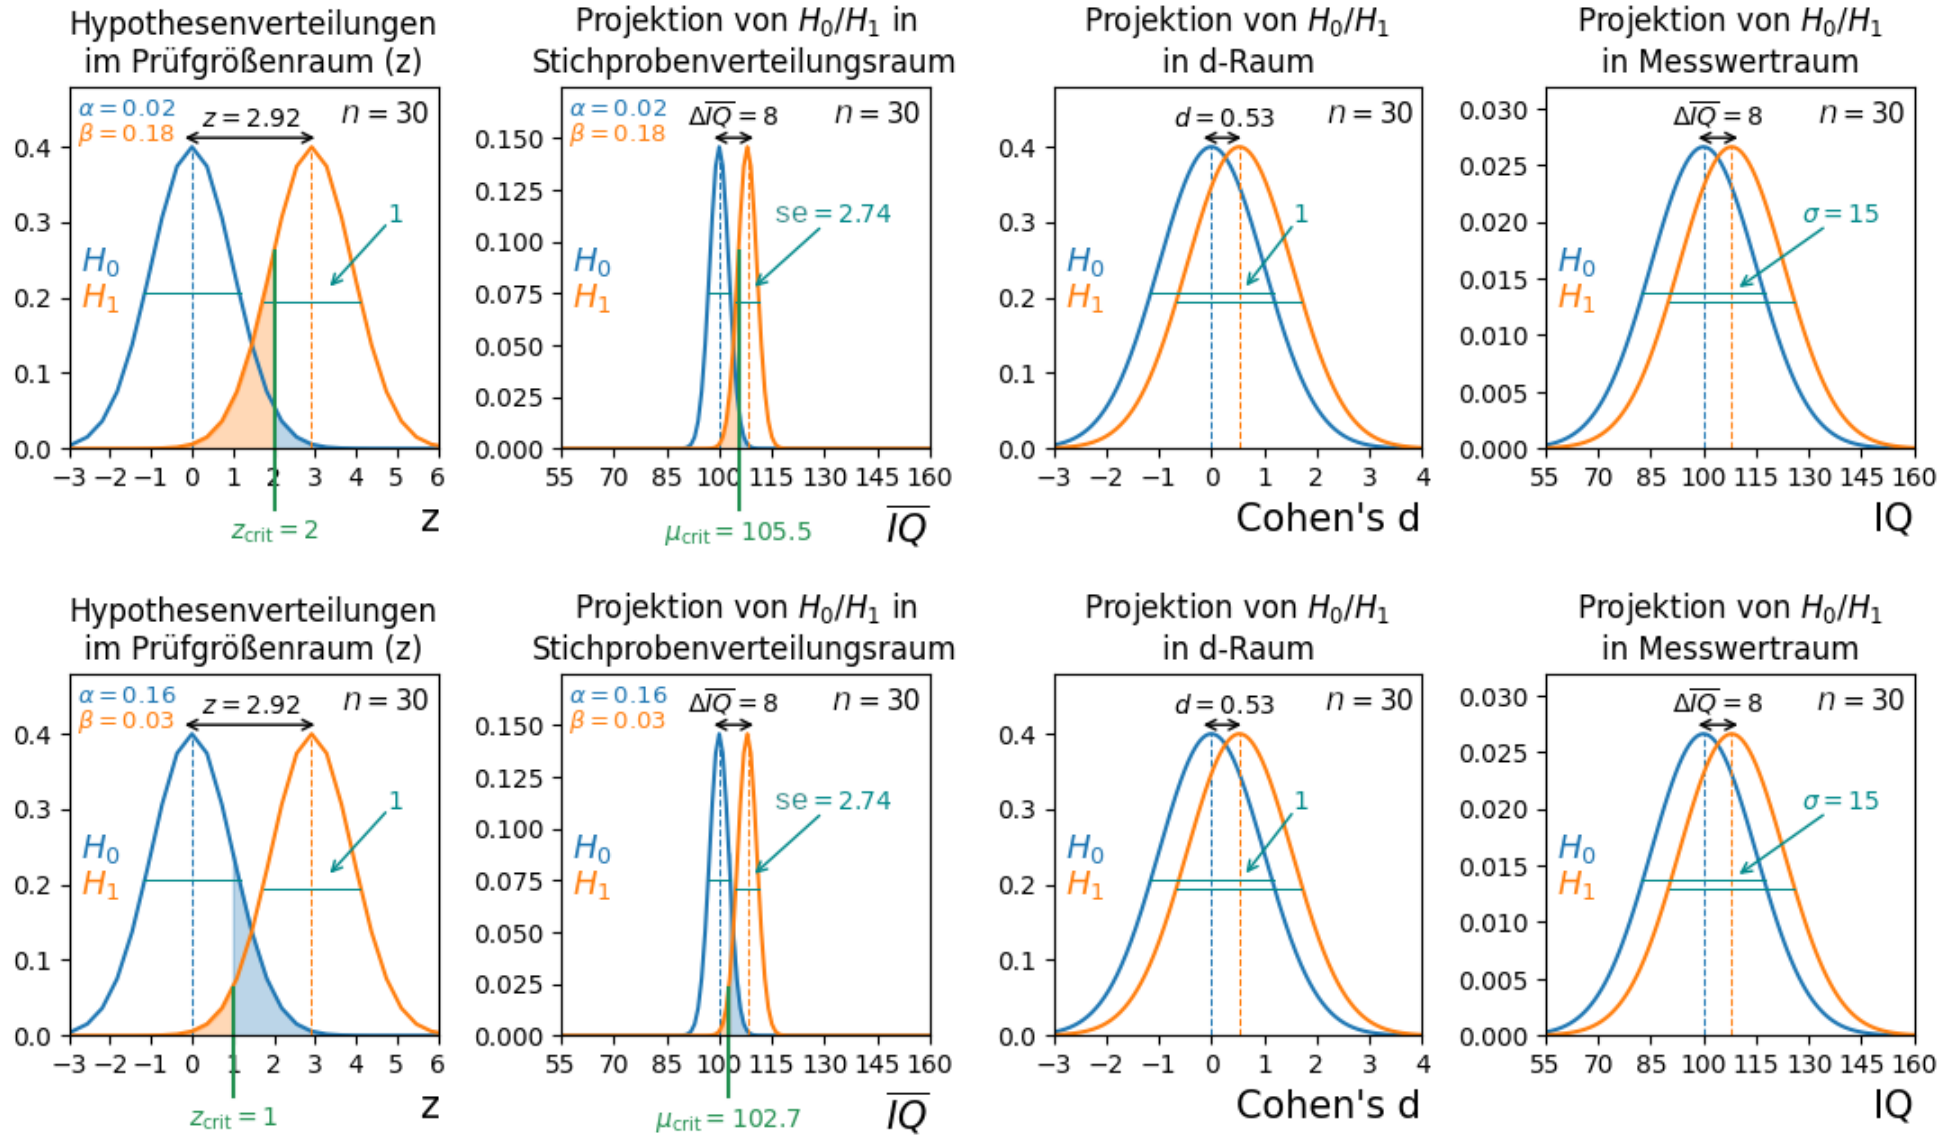 Hypothesenverteilungen
im Prüfgrößenraum (z)
α = 0.02
β = 0.18
z = 2.92
n = 30
0.4
0.3
0.2
0.1
0.0
H₀
H₁
1
−3 −2 −1 0 1 2 3 4 5 6
z_crit = 2
z
Projektion von H₀/H₁ in
Stichprobenverteilungsraum
α = 0.02
β = 0.18
ΔI̅Q̅ = 8
n = 30
0.150
0.125
0.100
0.075
0.050
0.025
0.000
H₀
H₁
se = 2.74
55 70 85 100 115 130 145 160
μ_crit = 105.5
I̅Q̅
Projektion von H₀/H₁
in d-Raum
d = 0.53
n = 30
0.4
0.3
0.2
0.1
0.0
H₀
H₁
1
−3 −2 −1 0 1 2 3 4
Cohen's d
Projektion von H₀/H₁
in Messwertraum
ΔI̅Q̅ = 8
n = 30
0.030
0.025
0.020
0.015
0.010
0.005
0.000
H₀
H₁
σ = 15
55 70 85 100 115 130 145 160
IQ
Hypothesenverteilungen
im Prüfgrößenraum (z)
α = 0.16
β = 0.03
z = 2.92
n = 30
0.4
0.3
0.2
0.1
0.0
H₀
H₁
1
−3 −2 −1 0 1 2 3 4 5 6
z_crit = 1
z
Projektion von H₀/H₁ in
Stichprobenverteilungsraum
α = 0.16
β = 0.03
ΔI̅Q̅ = 8
n = 30
0.150
0.125
0.100
0.075
0.050
0.025
0.000
H₀
H₁
se = 2.74
55 70 85 100 115 130 145 160
μ_crit = 102.7
I̅Q̅
Projektion von H₀/H₁
in d-Raum
d = 0.53
n = 30
0.4
0.3
0.2
0.1
0.0
H₀
H₁
1
−3 −2 −1 0 1 2 3 4
Cohen's d
Projektion von H₀/H₁
in Messwertraum
ΔI̅Q̅ = 8
n = 30
0.030
0.025
0.020
0.015
0.010
0.005
0.000
H₀
H₁
σ = 15
55 70 85 100 115 130 145 160
IQ